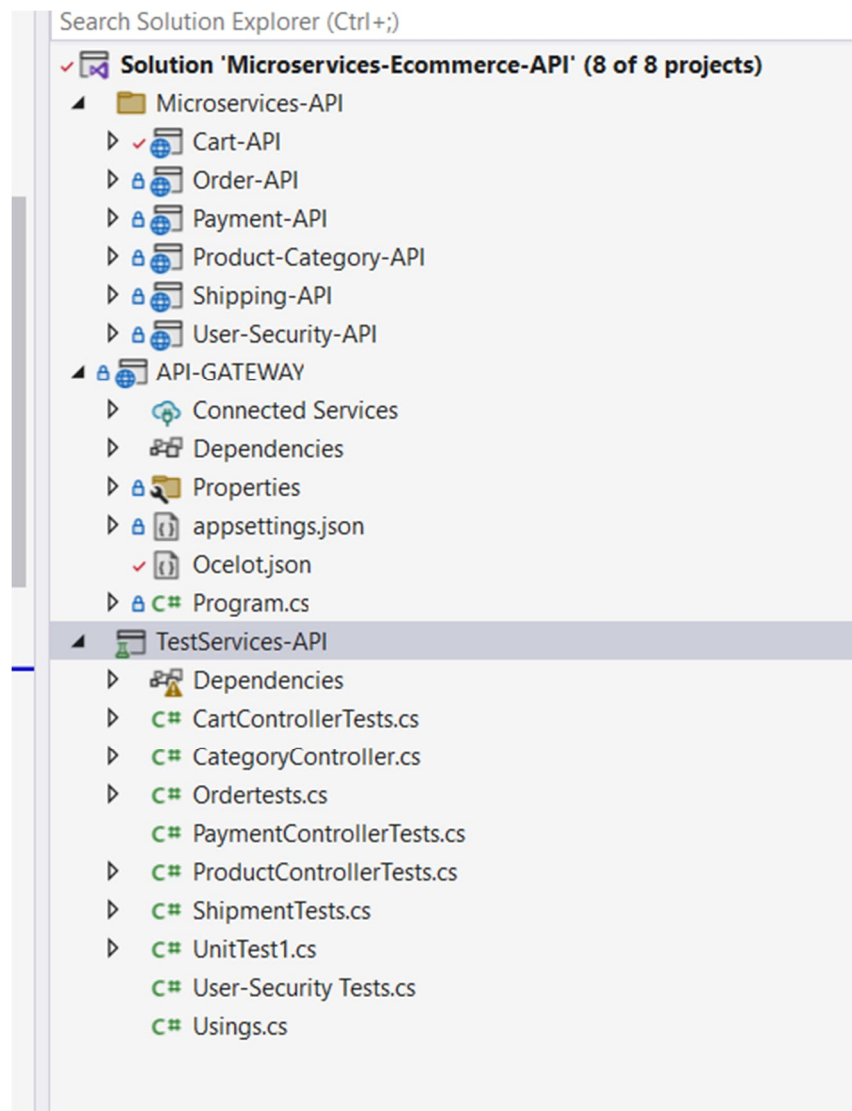 Search Solution Explorer (Ctrl+;)
Solution 'Microservices-Ecommerce-API' (8 of 8 projects)
Microservices-API
Cart-API
Order-API
Payment-API
Product-Category-API
Shipping-API
User-Security-API
API-GATEWAY
Connected Services
Dependencies
Properties
appsettings.json
Ocelot.json
C# Program.cs
TestServices-API
Dependencies
C# CartControllerTests.cs
C# CategoryController.cs
C# Ordertests.cs
C# PaymentControllerTests.cs
C# ProductControllerTests.cs
C# ShipmentTests.cs
C# UnitTest1.cs
C# User-Security Tests.cs
C# Usings.cs